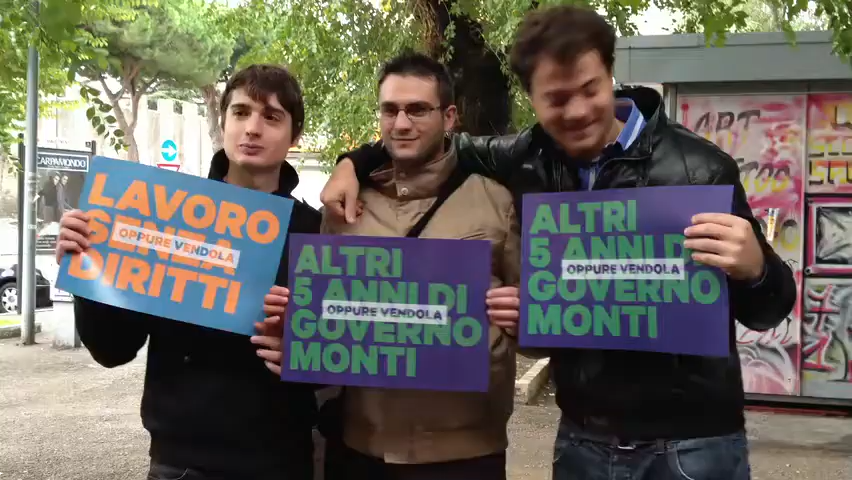 CARPAMONDO
LAVORO
SENZA
OPPURE VENDOLA
DIRITTI
ALTRI
5 ANNI DI
OPPURE VENDOLA
GOVERNO
MONTI
ALTRI
5 ANNI DI
OPPURE VENDOLA
GOVERNO
MONTI
ART